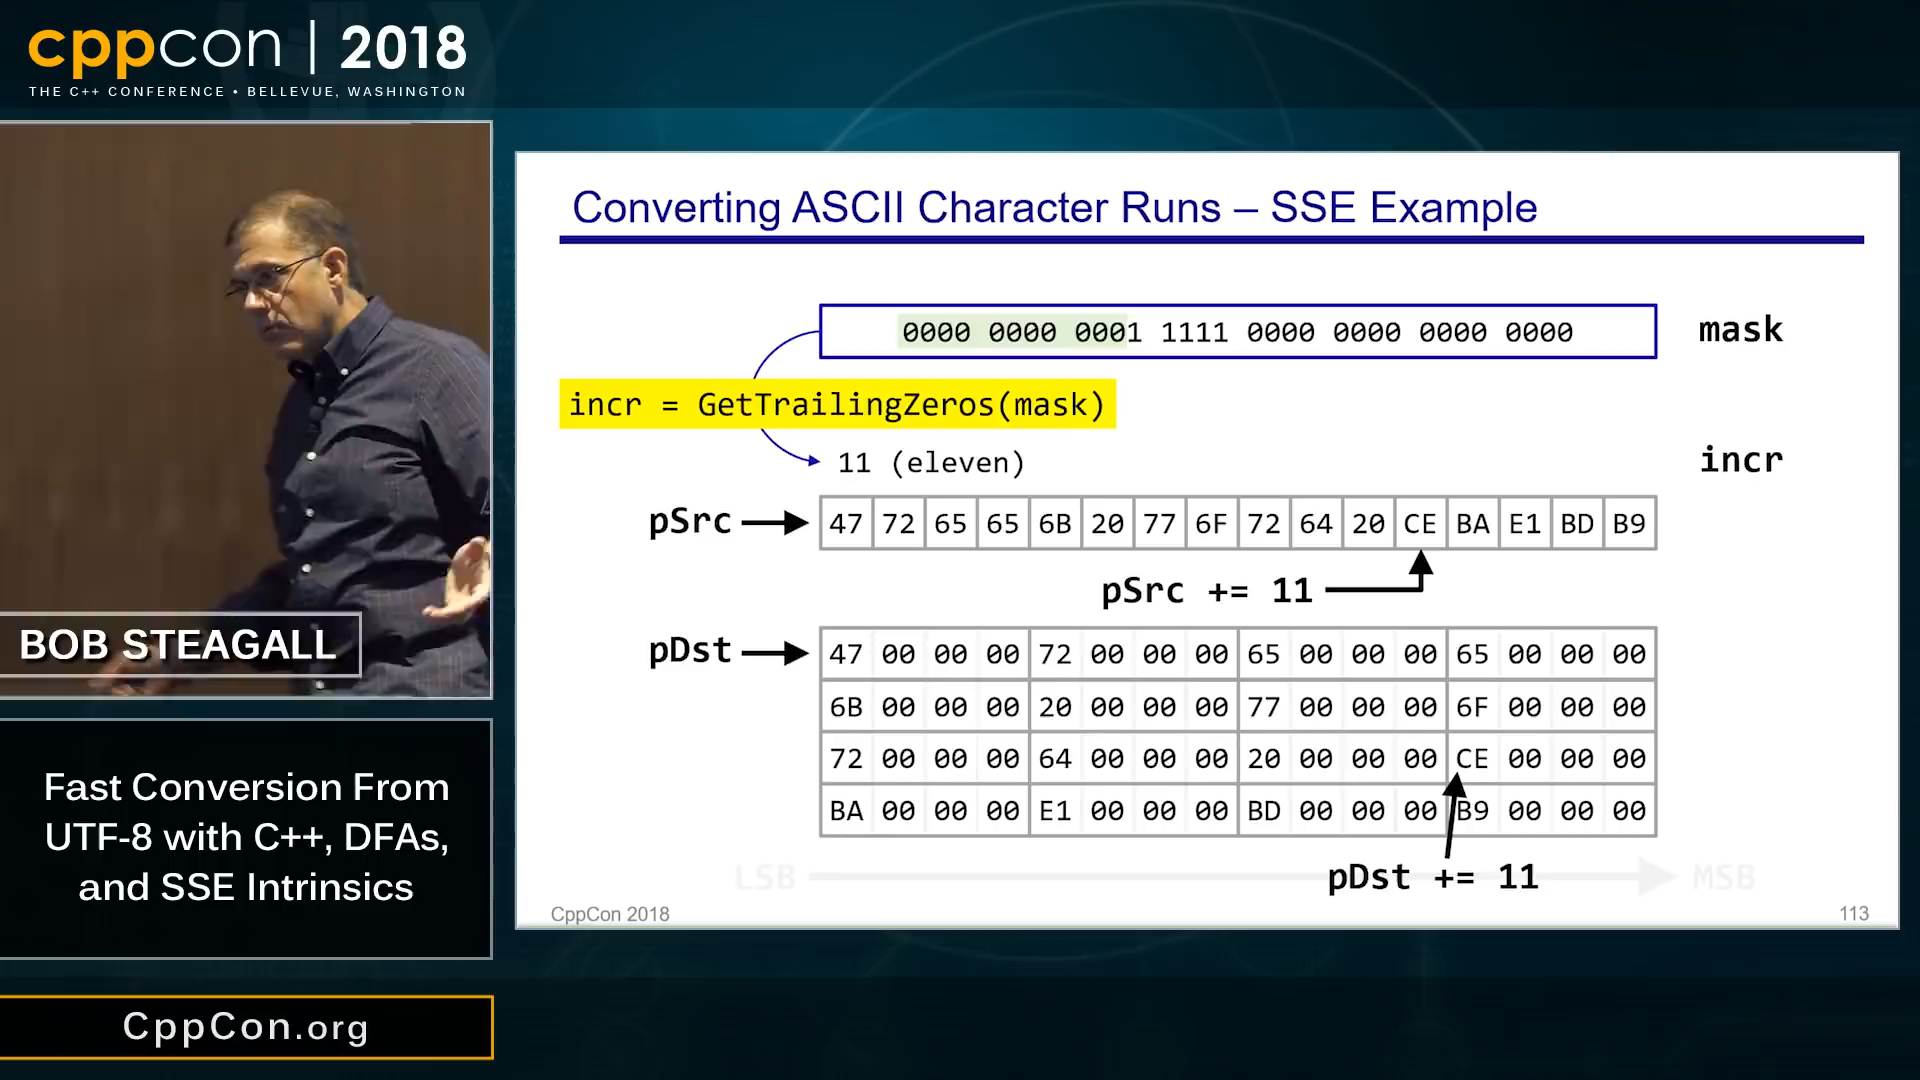 cppcon | 2018
THE C++ CONFERENCE • BELLEVUE, WASHINGTON
BOB STEAGALL
Fast Conversion From
UTF-8 with C++, DFAs,
and SSE Intrinsics
CppCon.org
Converting ASCII Character Runs – SSE Example
0000 0000 0001 1111 0000 0000 0000 0000 mask
incr = GetTrailingZeros(mask)
11 (eleven) incr
pSrc 47 72 65 65 6B 20 77 6F 72 64 20 CE BA E1 BD B9
pSrc += 11
pDst 47 00 00 00 72 00 00 00 65 00 00 00 65 00 00 00
6B 00 00 00 20 00 00 00 77 00 00 00 6F 00 00 00
72 00 00 00 64 00 00 00 20 00 00 00 CE 00 00 00
BA 00 00 00 E1 00 00 00 BD 00 00 00 B9 00 00 00
LSB pDst += 11 MSB
CppCon 2018 113